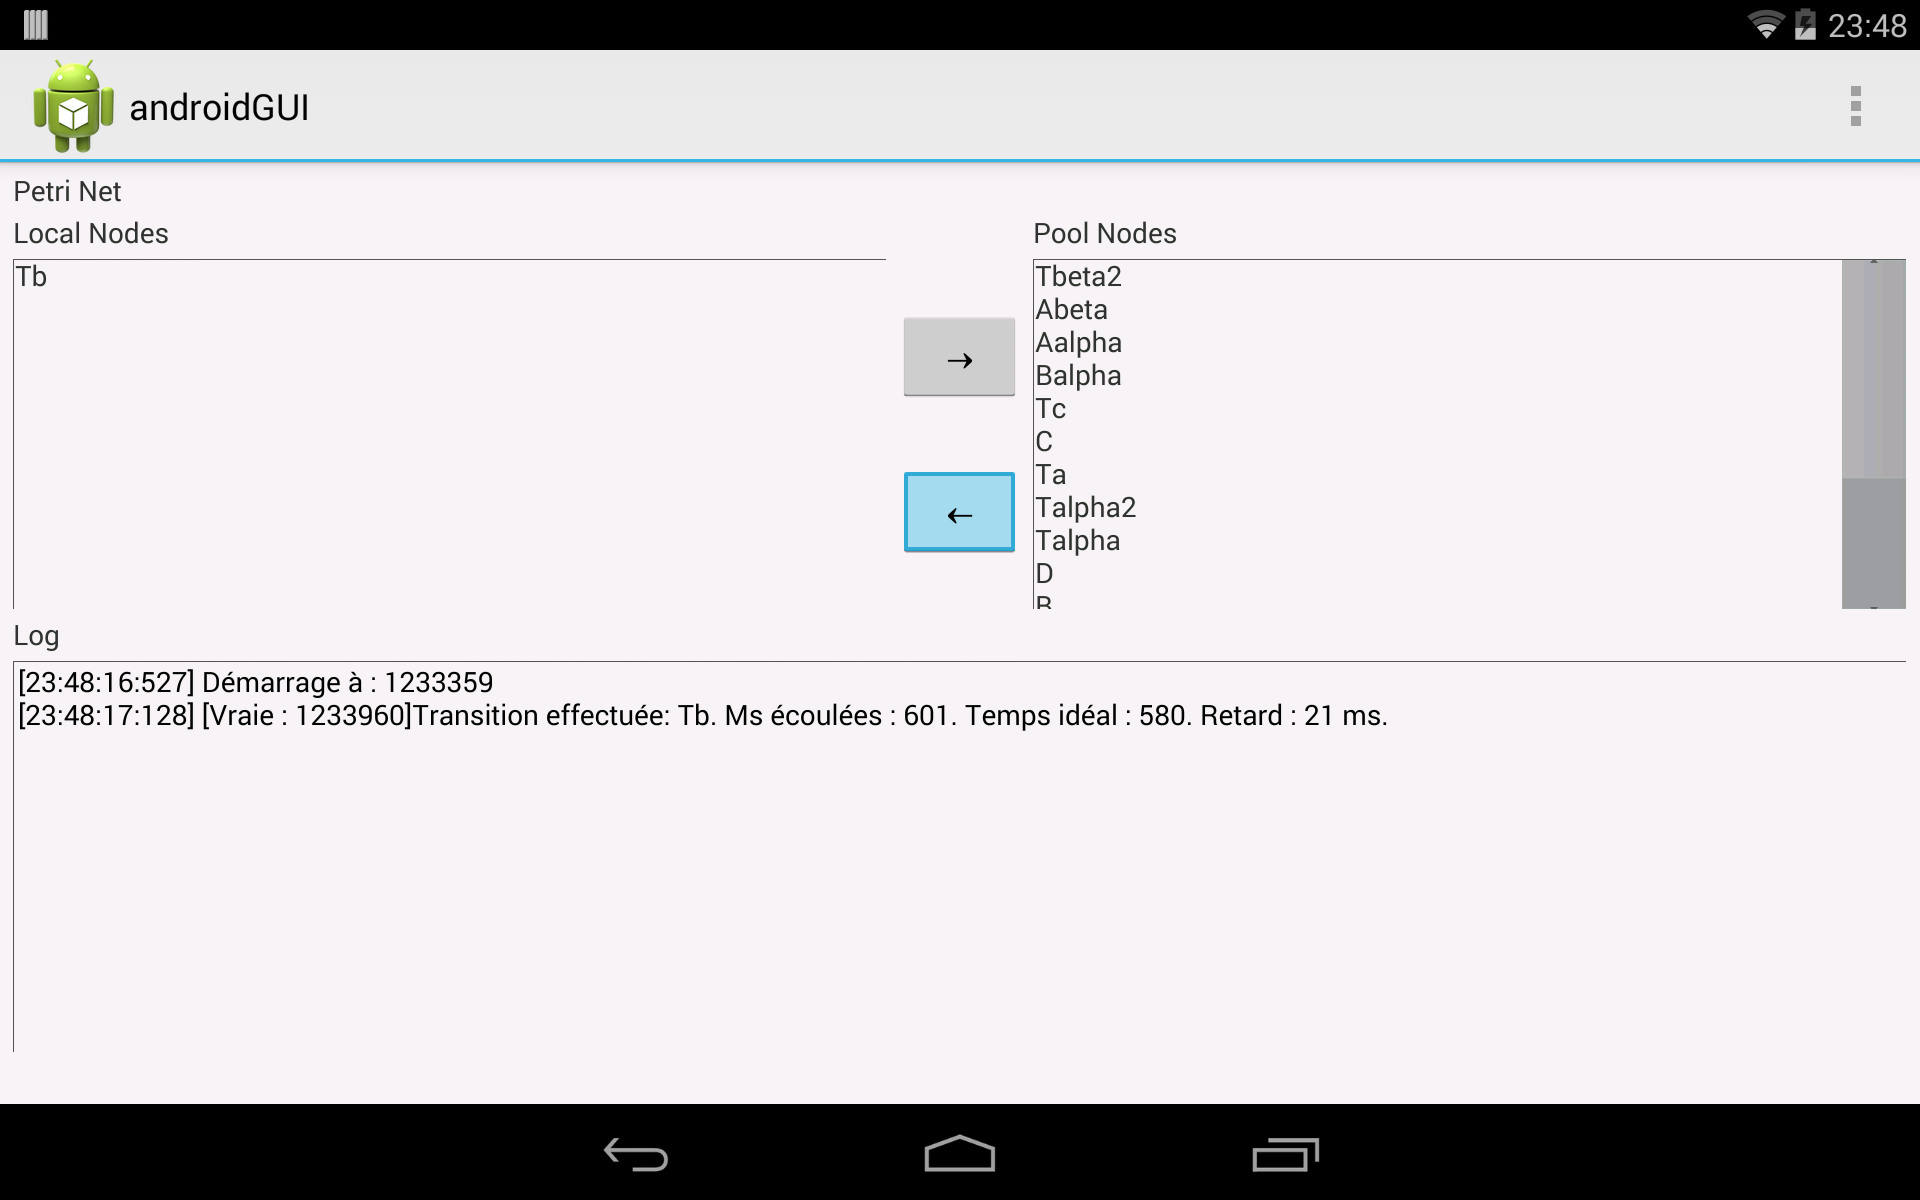 23:48
androidGUI
Petri Net
Local Nodes
Tb
→
←
Pool Nodes
Tbeta2
Abeta
Aalpha
Balpha
Tc
C
Ta
Talpha2
Talpha
D
B
Log
[23:48:16:527] Démarrage à : 1233359
[23:48:17:128] [Vraie : 1233960]Transition effectuée: Tb. Ms écoulées : 601. Temps idéal : 580. Retard : 21 ms.